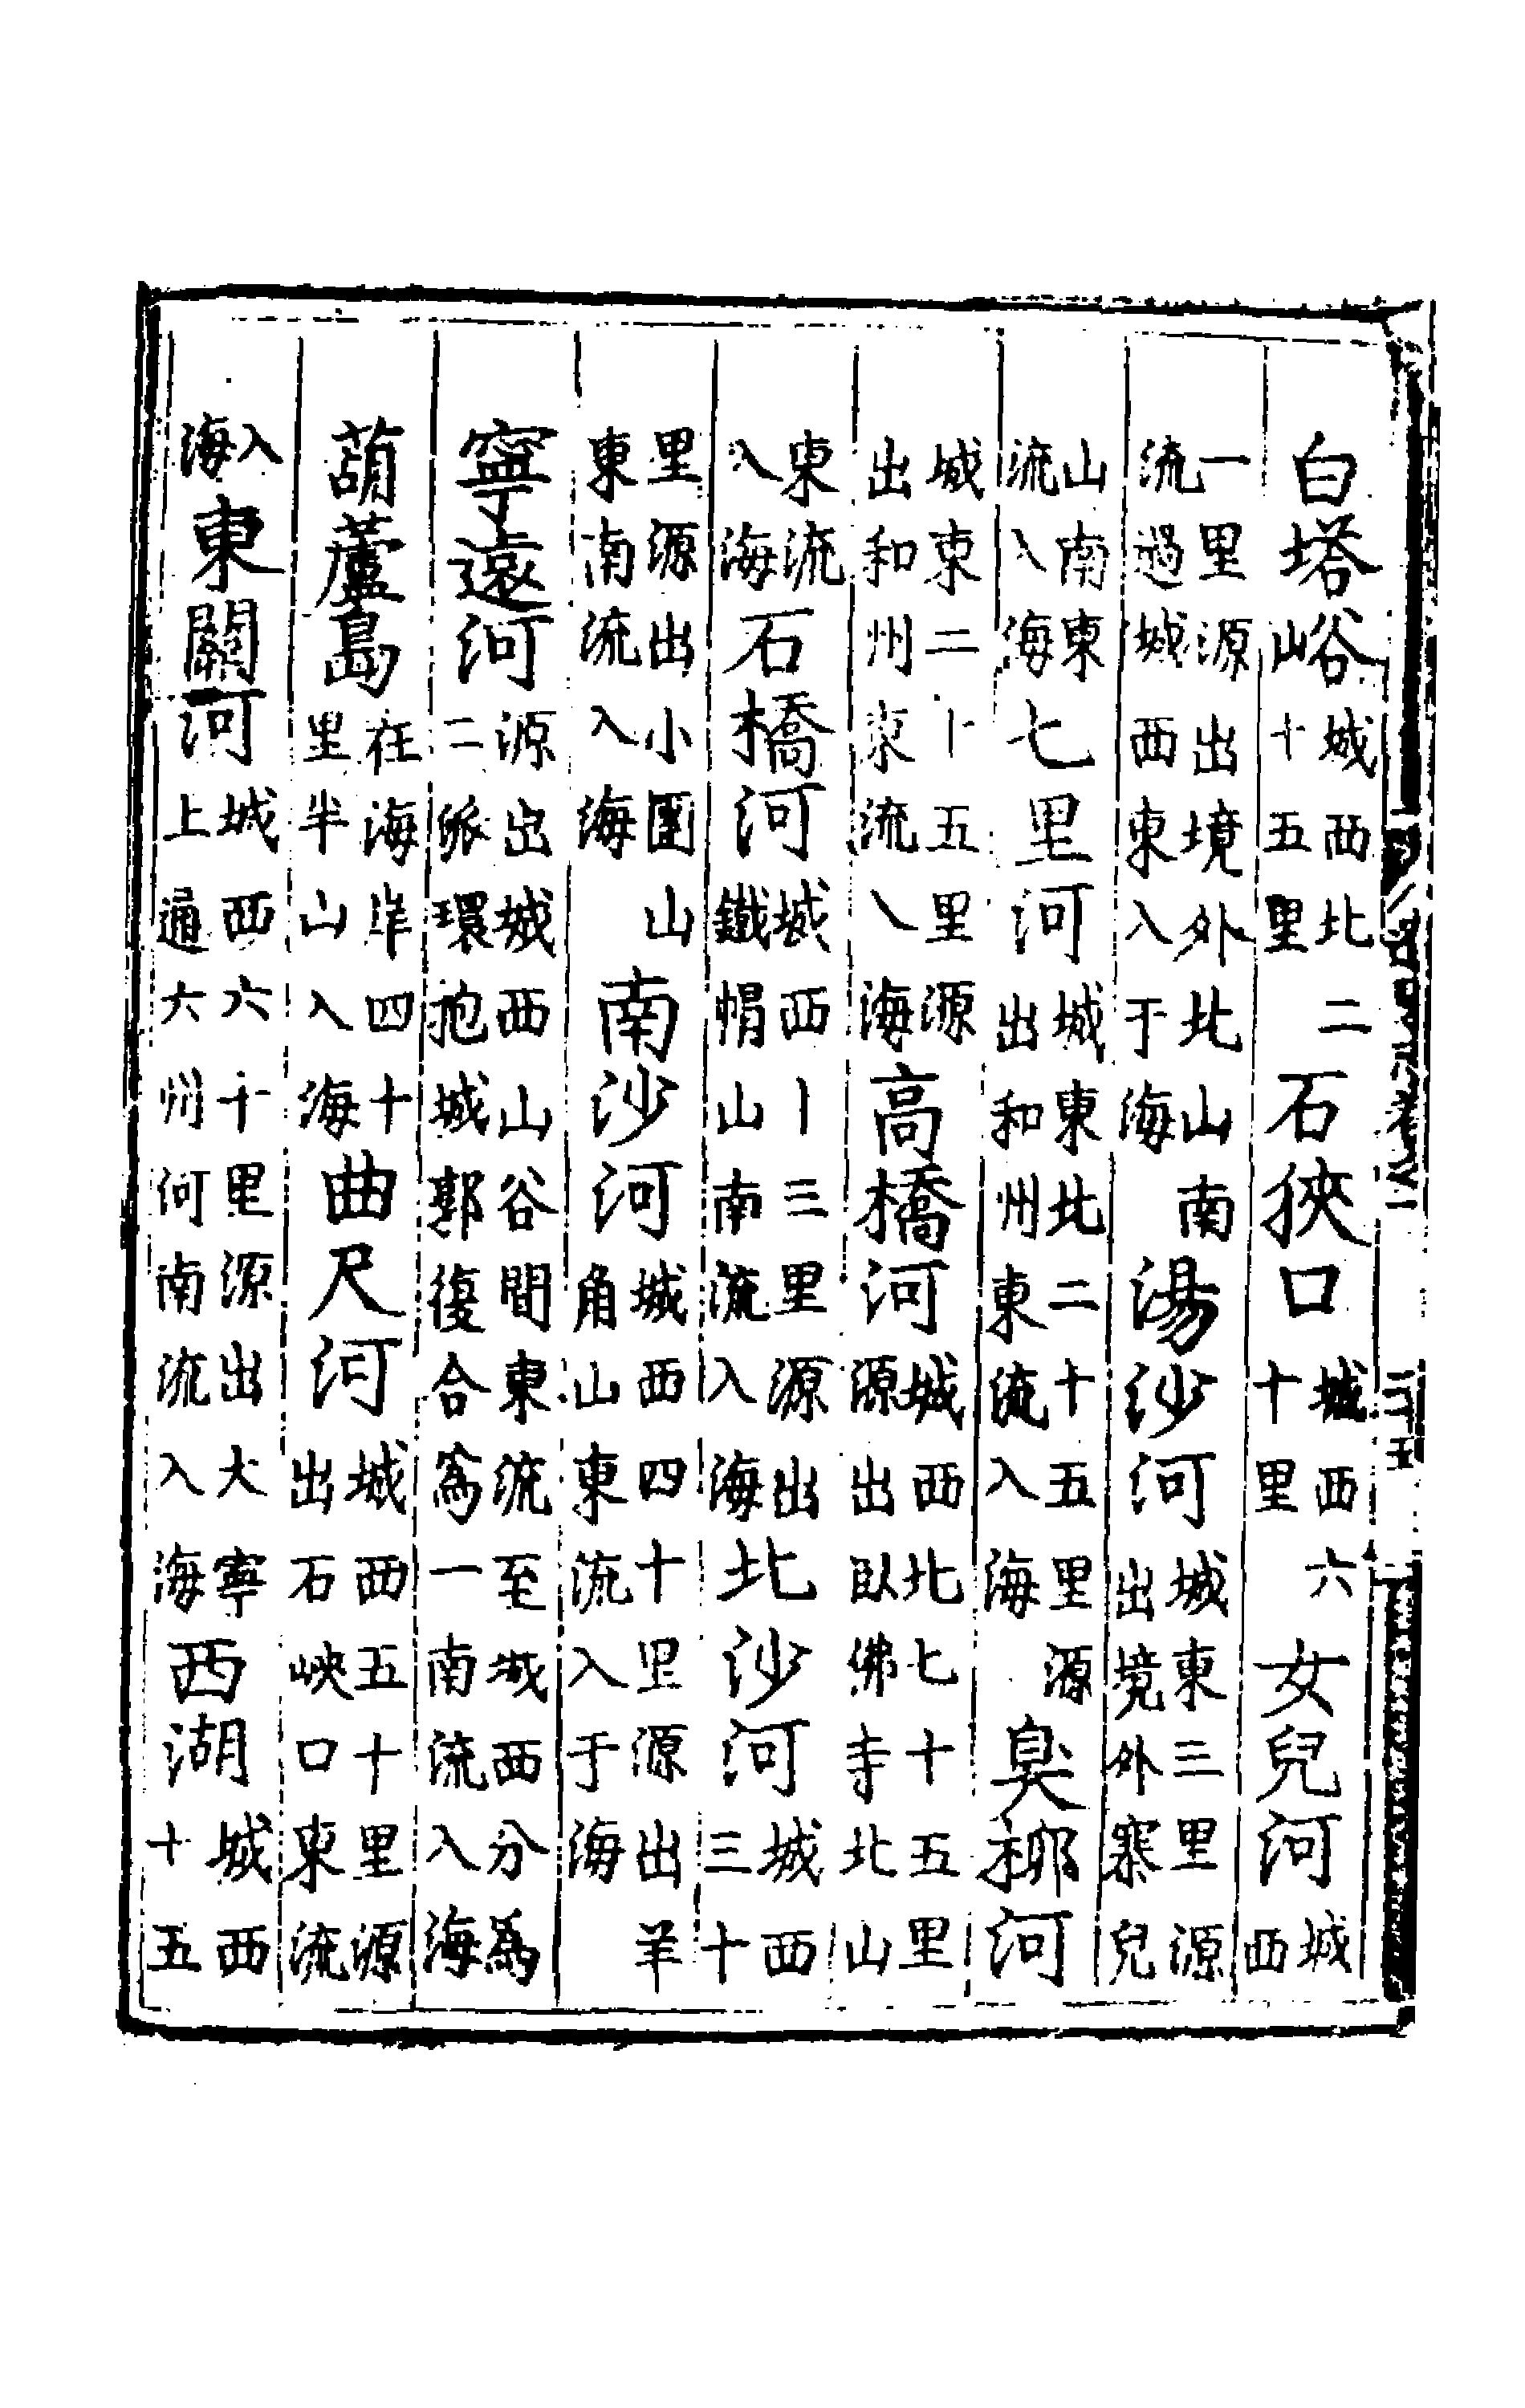 白塔峪城西北二十五里石狹口城西六十里女兒河城西
一里源出境外北山南流過城西東入于海湯沙河城東三里源出境外寨兒
山南東流入海七里河城東北二十五里源出和州東流入海臭柳河
城東二十五里源出和州東流入海高橋河城西北七十五里源出臥佛寺北山
東流入海石橋河城西十三里源出鐵帽山南流入海北沙河城西三十
里源出小團山東南流入海南沙河城西四十里源出羊角山東流入于海
寧遠河源出城西山谷間東流至城西分爲二派環抱城郭復合爲一南流入海
葫蘆島在海岸四十里半山入海曲尺河城西五十里源出石峽口東流
入海東關河城西六十里源出大寧上通六州河南流入海西湖城西十五